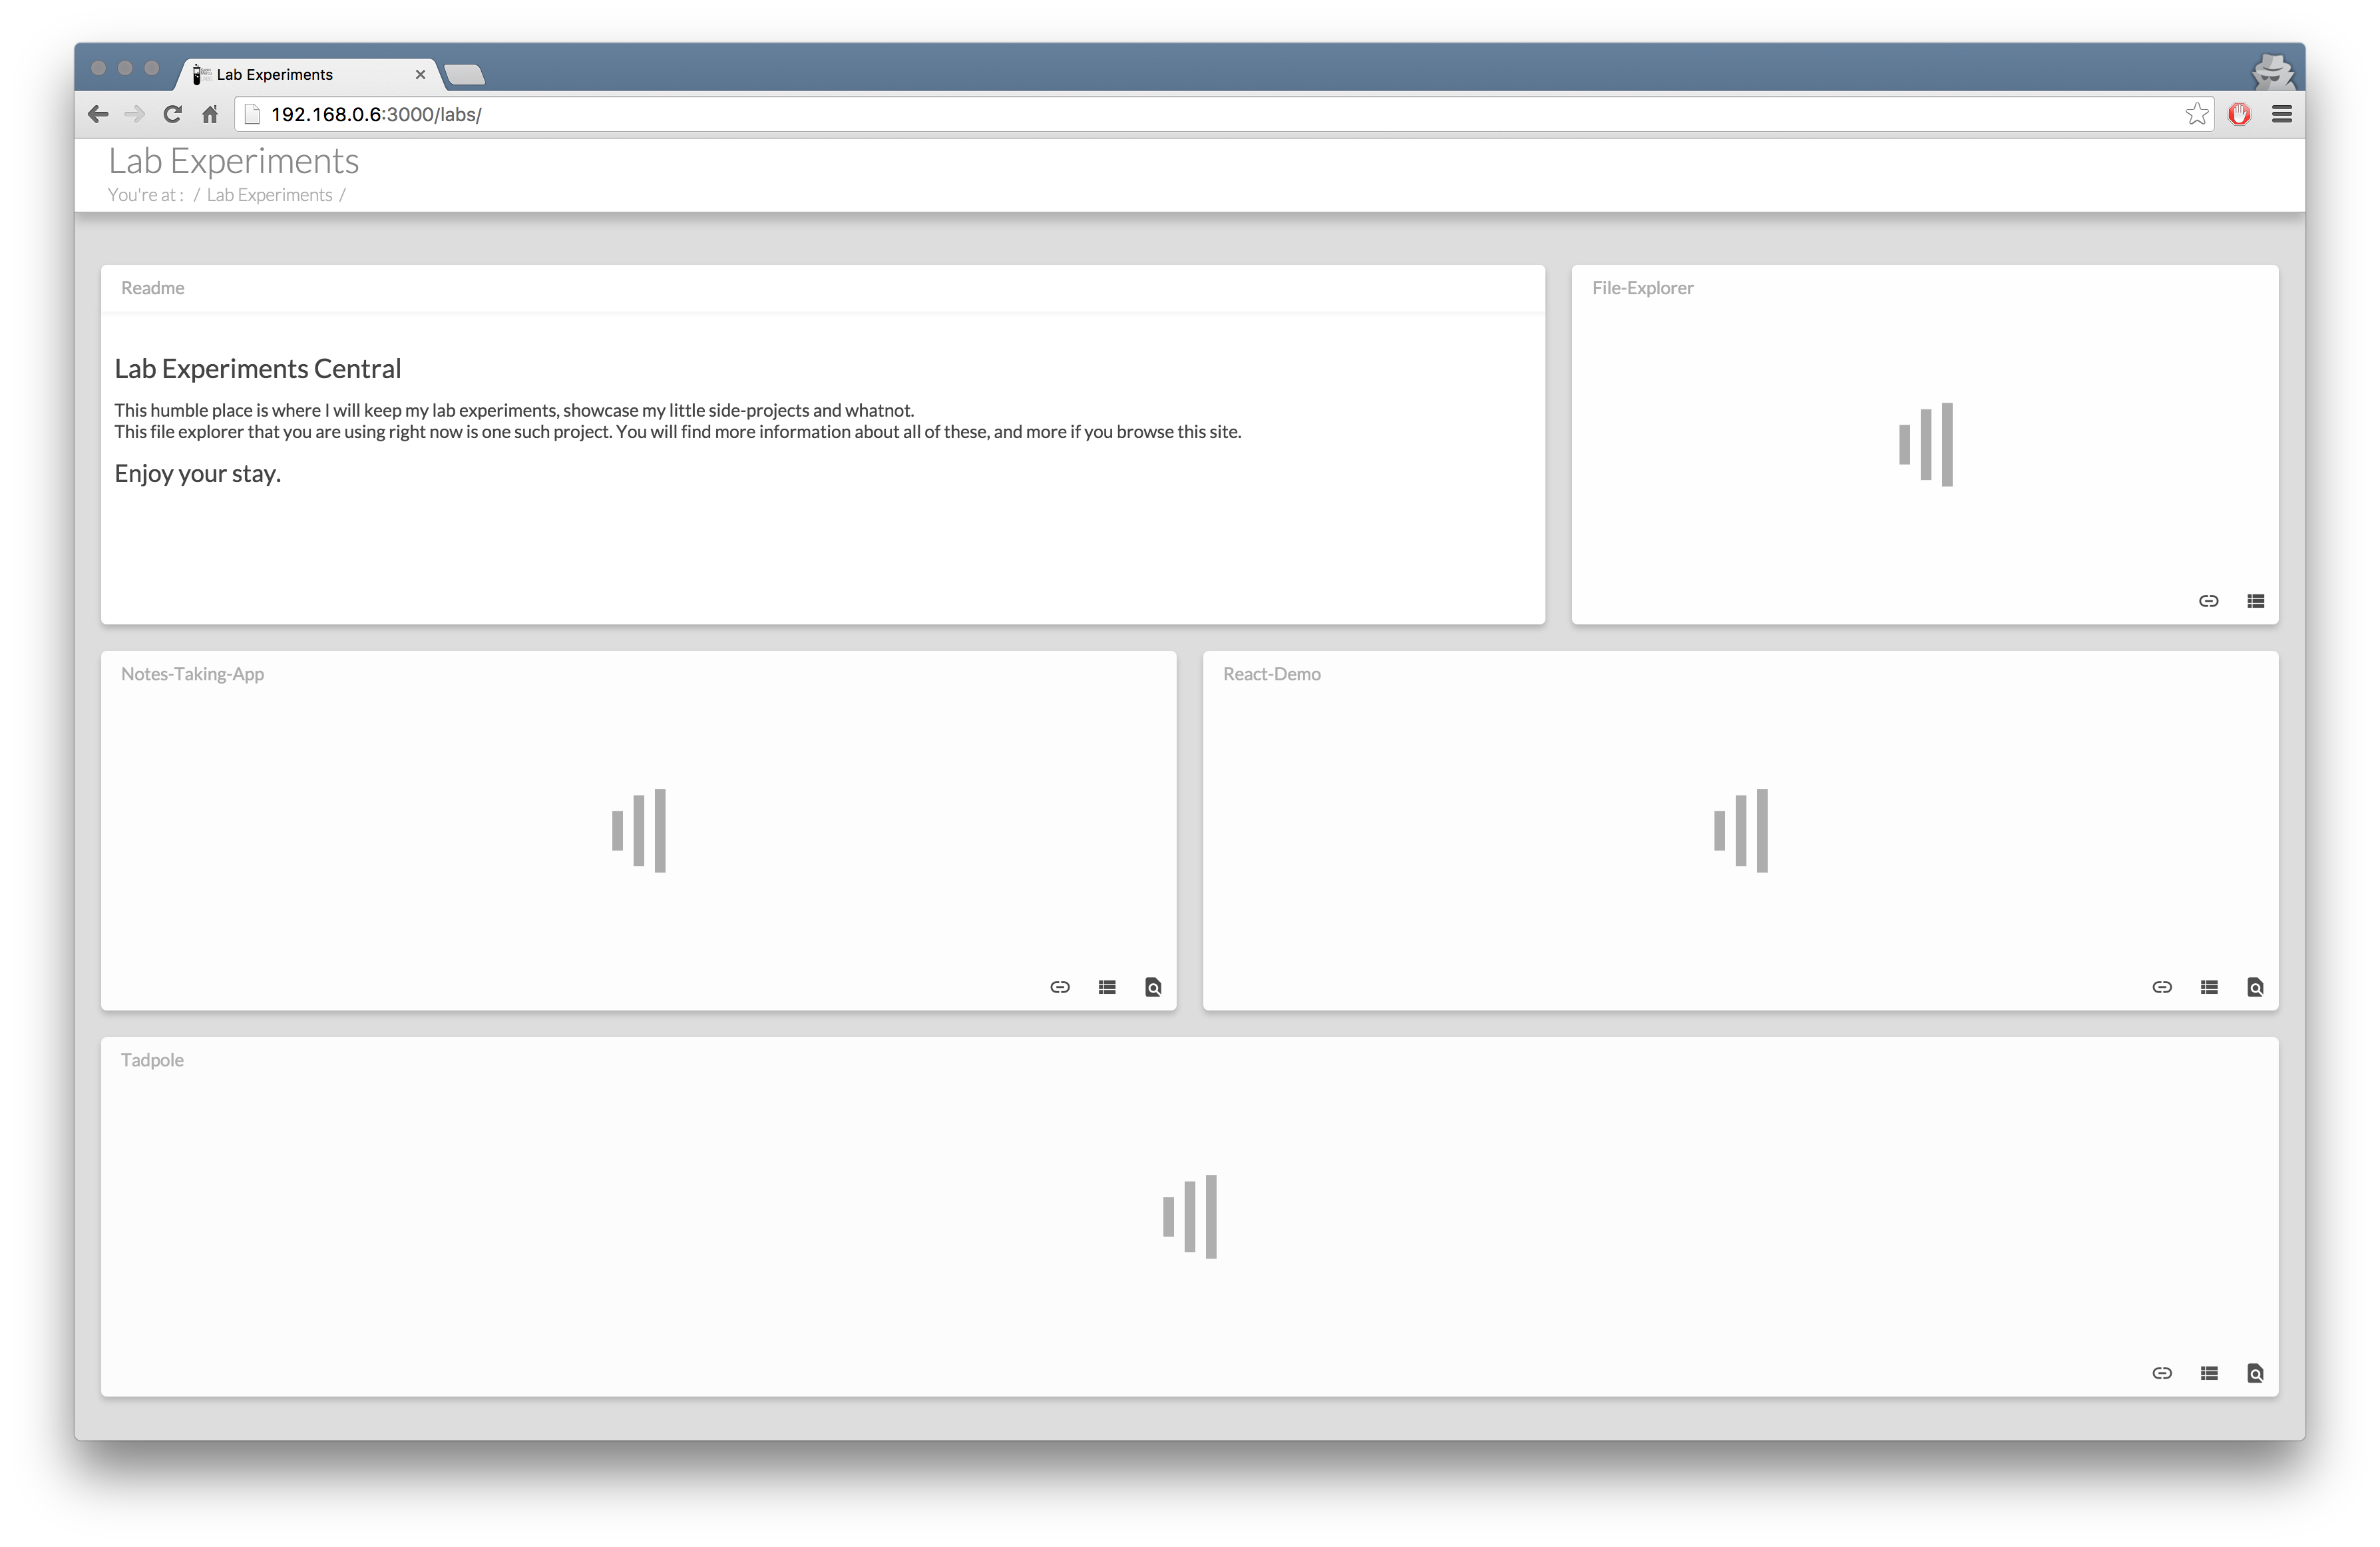 Lab Experiments
192.168.0.6:3000/labs/
Lab Experiments
You're at : / Lab Experiments /
Readme
Lab Experiments Central
This humble place is where I will keep my lab experiments, showcase my little side-projects and whatnot.
This file explorer that you are using right now is one such project. You will find more information about all of these, and more if you browse this site.
Enjoy your stay.
File-Explorer
Notes-Taking-App
React-Demo
Tadpole